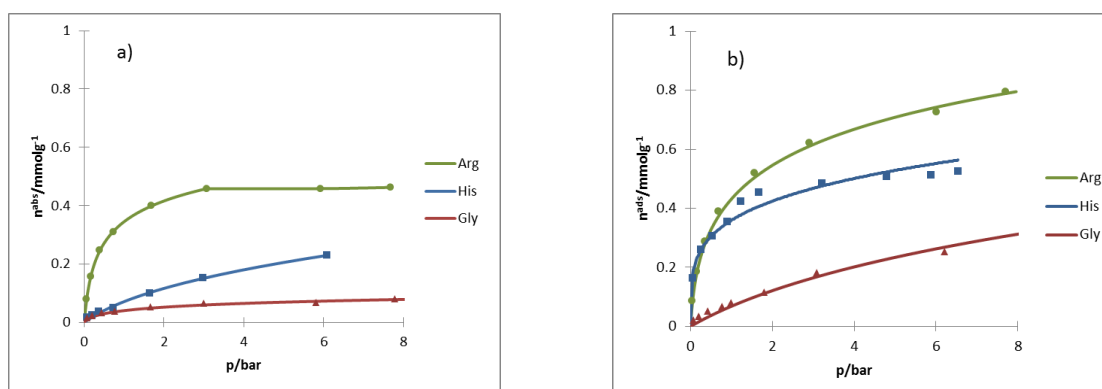 a)
1
0.8
0.6
0.4
0.2
0
0 2 4 6 8
n^abs/mmolg^-1
p/bar
Arg
His
Gly
b)
1
0.8
0.6
0.4
0.2
0
0 2 4 6 8
n^ads/mmolg^-1
p/bar
Arg
His
Gly